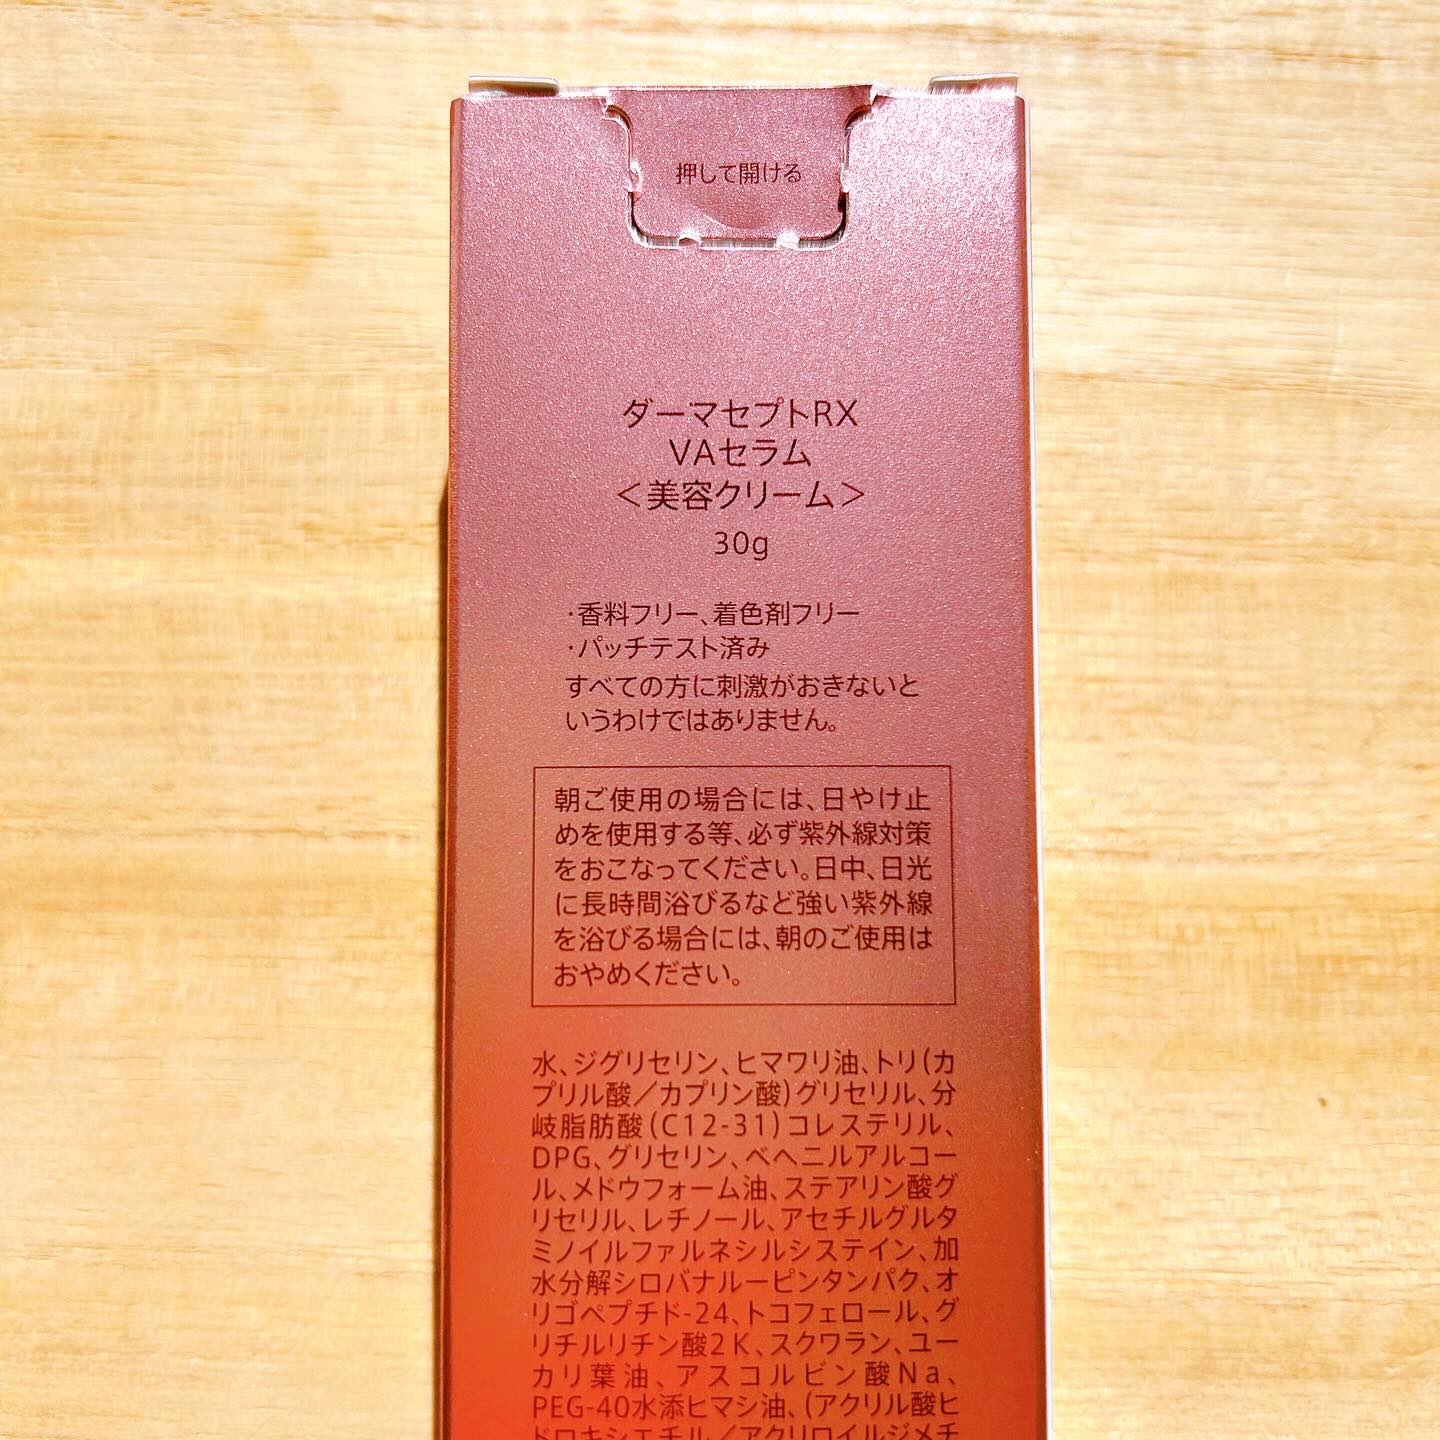 押して開ける
ダーマセプトRX
VAセラム
＜美容クリーム＞
30g
・香料フリー、着色剤フリー
・パッチテスト済み
すべての方に刺激がおきないと
いうわけではありません。
朝ご使用の場合には、日やけ止
めを使用する等、必ず紫外線対策
をおこなってください。日中、日光
に長時間浴びるなど強い紫外線
を浴びる場合には、朝のご使用は
おやめください。
水、ジグリセリン、ヒマワリ油、トリ(カ
プリル酸／カプリン酸)グリセリル、分
岐脂肪酸(C12-31)コレステリル、
DPG、グリセリン、ベヘニルアルコー
ル、メドウフォーム油、ステアリン酸グ
リセリル、レチノール、アセチルグルタ
ミノイルファルネシルシステイン、加
水分解シロバナルーピンタンパク、オ
リゴペプチド-24、トコフェロール、グ
リチルリチン酸2K、スクワラン、ユー
カリ葉油、アスコルビン酸Na、
PEG-40水添ヒマシ油、(アクリル酸ヒ
ドロキシエチル／アクリロイルジメチ